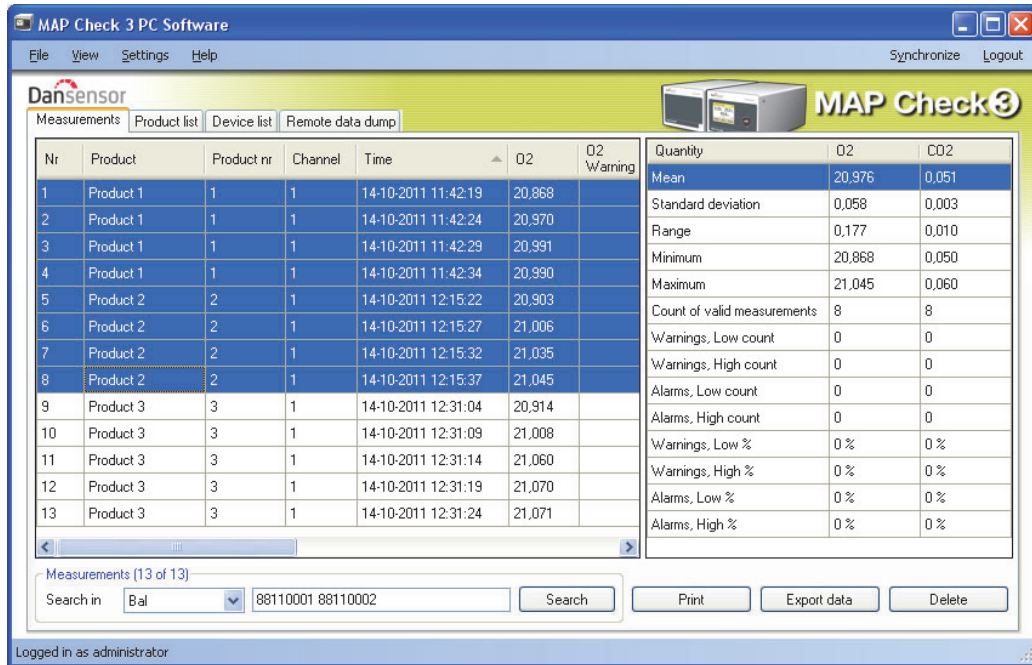 MAP Check 3 PC Software
File View Settings Help Synchronize Logout
Dansensor
MAP Check 3
Measurements Product list Device list Remote data dump
Nr Product Product nr Channel Time O2 O2 Warning
1 Product 1 1 1 14-10-2011 11:42:19 20,868
2 Product 1 1 1 14-10-2011 11:42:24 20,970
3 Product 1 1 1 14-10-2011 11:42:29 20,991
4 Product 1 1 1 14-10-2011 11:42:34 20,990
5 Product 2 2 1 14-10-2011 12:15:22 20,903
6 Product 2 2 1 14-10-2011 12:15:27 21,006
7 Product 2 2 1 14-10-2011 12:15:32 21,035
8 Product 2 2 1 14-10-2011 12:15:37 21,045
9 Product 3 3 1 14-10-2011 12:31:04 20,914
10 Product 3 3 1 14-10-2011 12:31:09 21,008
11 Product 3 3 1 14-10-2011 12:31:14 21,060
12 Product 3 3 1 14-10-2011 12:31:19 21,070
13 Product 3 3 1 14-10-2011 12:31:24 21,071
Quantity O2 CO2
Mean 20,976 0,051
Standard deviation 0,058 0,003
Range 0,177 0,010
Minimum 20,868 0,050
Maximum 21,045 0,060
Count of valid measurements 8 8
Warnings, Low count 0 0
Warnings, High count 0 0
Alarms, Low count 0 0
Alarms, High count 0 0
Warnings, Low % 0 % 0 %
Warnings, High % 0 % 0 %
Alarms, Low % 0 % 0 %
Alarms, High % 0 % 0 %
Measurements (13 of 13)
Search in Bal 88110001 88110002 Search Print Export data Delete
Logged in as administrator